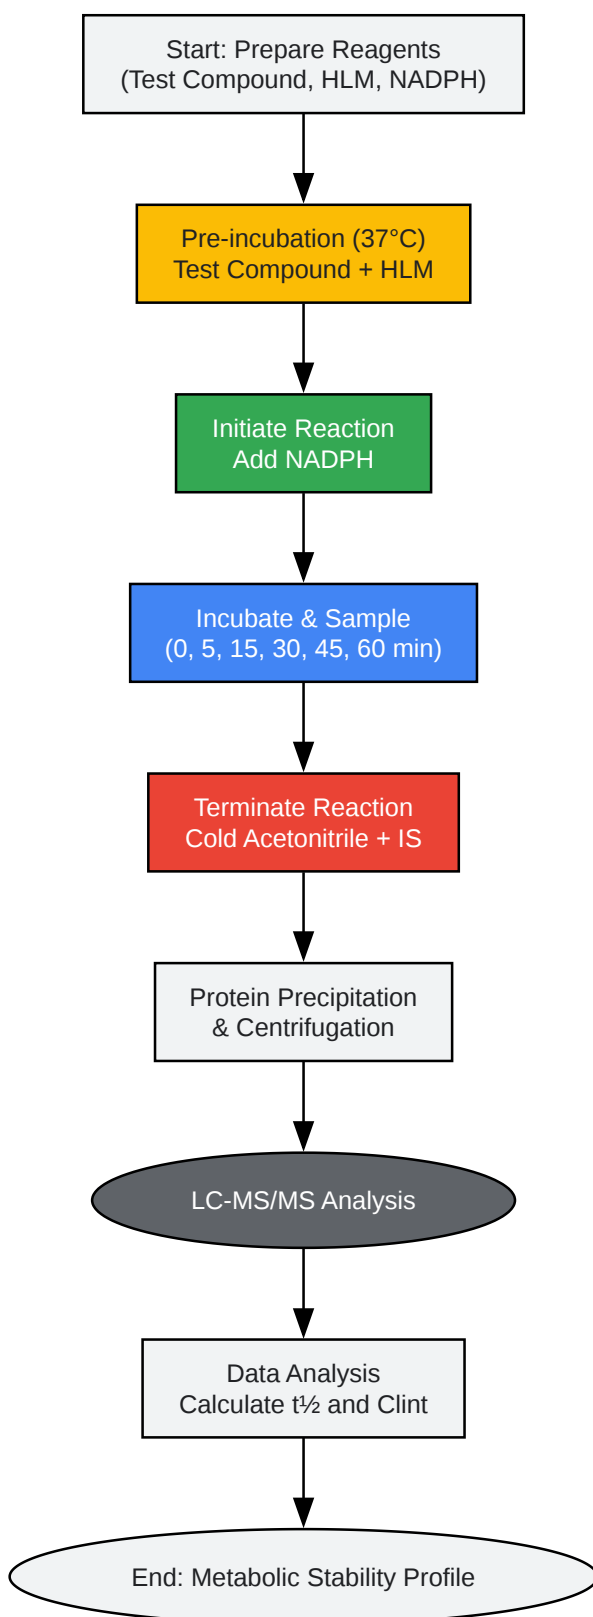 Start: Prepare Reagents
(Test Compound, HLM, NADPH)
Pre-incubation (37°C)
Test Compound + HLM
Initiate Reaction
Add NADPH
Incubate & Sample
(0, 5, 15, 30, 45, 60 min)
Terminate Reaction
Cold Acetonitrile + IS
Protein Precipitation
& Centrifugation
LC-MS/MS Analysis
Data Analysis
Calculate t½ and Clint
End: Metabolic Stability Profile